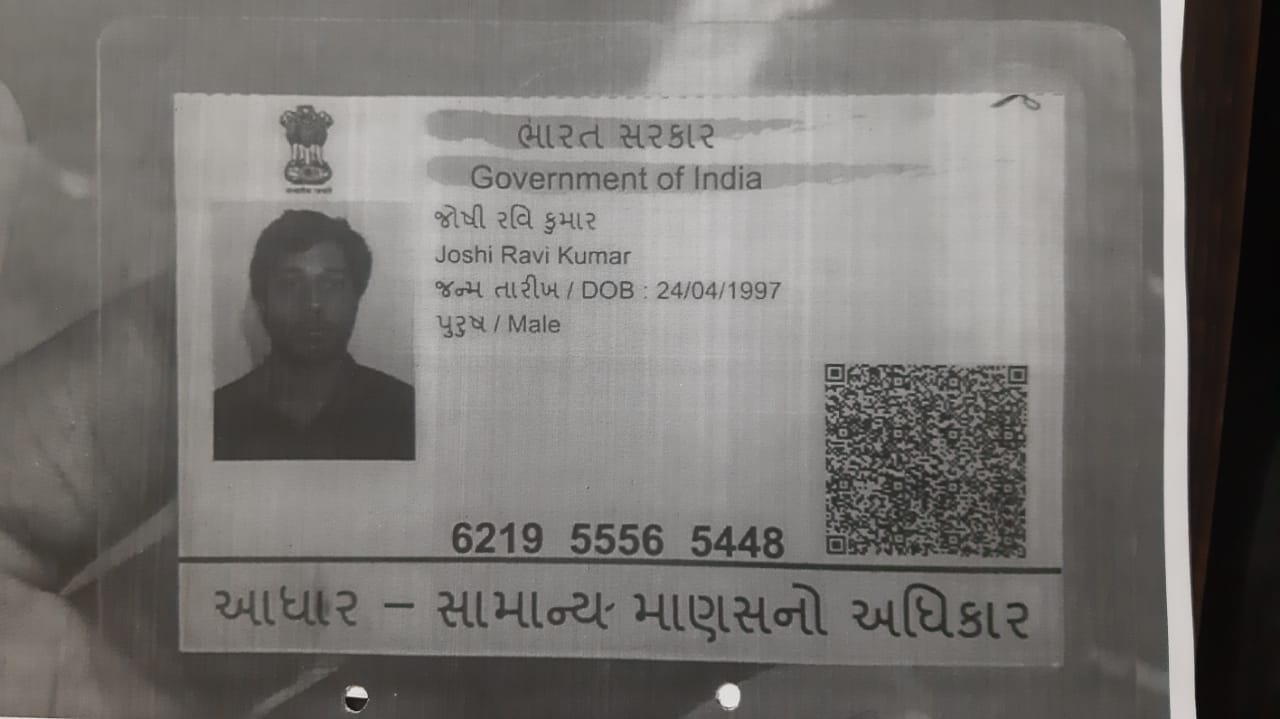 ભારત સરકાર
Government of India
જોષી રવિ કુમાર
Joshi Ravi Kumar
જન્મ તારીખ / DOB : 24/04/1997
પુરુષ / Male
6219 5556 5448
આધાર – સામાન્ય માણસનો અધિકાર